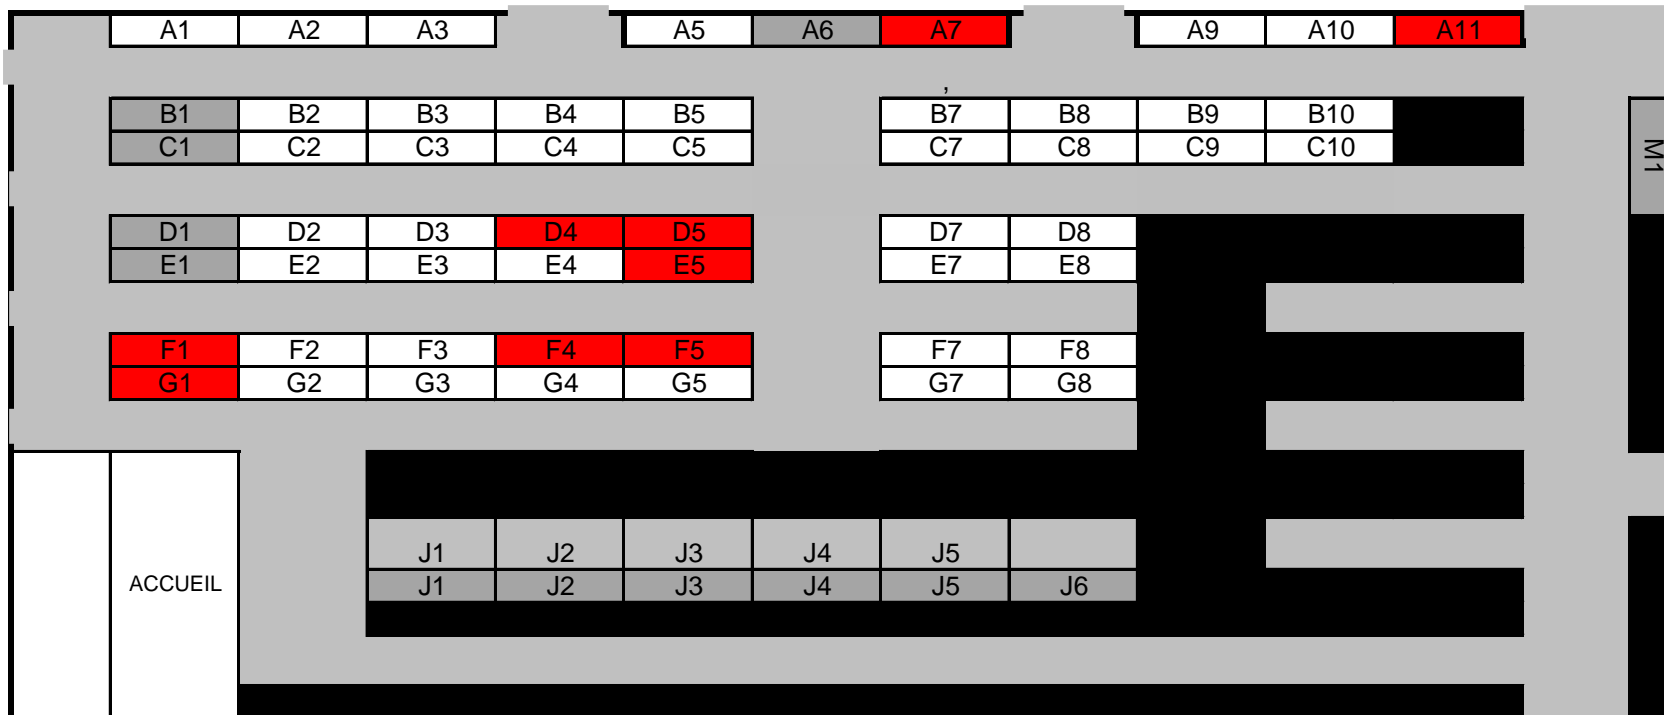 A1 A2 A3 A5 A6 A7 A9 A10 A11
,
B1 B2 B3 B4 B5 B7 B8 B9 B10
C1 C2 C3 C4 C5 C7 C8 C9 C10
M1
D1 D2 D3 D4 D5 D7 D8
E1 E2 E3 E4 E5 E7 E8
F1 F2 F3 F4 F5 F7 F8
G1 G2 G3 G4 G5 G7 G8
J1 J2 J3 J4 J5
ACCUEIL
J1 J2 J3 J4 J5 J6